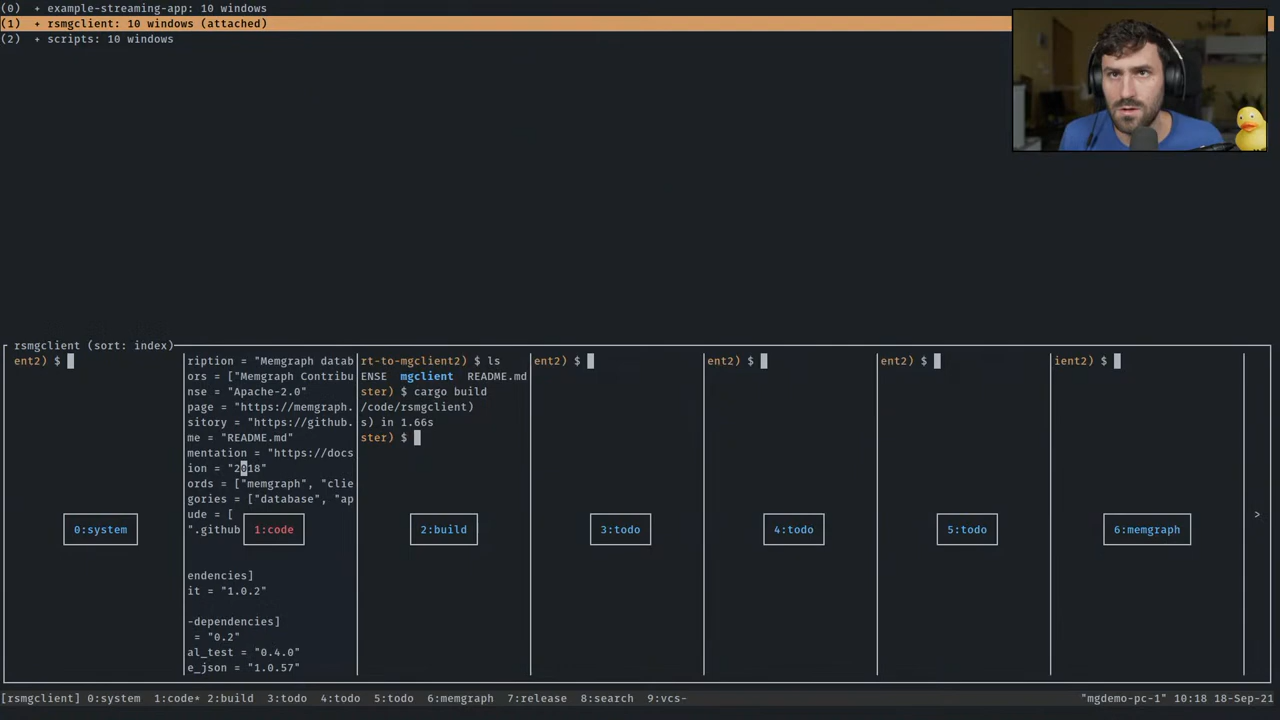 (0)  + example-streaming-app: 10 windows
(1)  + rsmgclient: 10 windows (attached)
(2)  + scripts: 10 windows
rsmgclient (sort: index)
ent2) $
ription = "Memgraph datab
ors = ["Memgraph Contribu
nse = "Apache-2.0"
page = "https://memgraph.
sitory = "https://github.
me = "README.md"
mentation = "https://docs
ion = "2018"
ords = ["memgraph", "clie
gories = ["database", "ap
ude = [
".github
endencies]
it = "1.0.2"
-dependencies]
= "0.2"
al_test = "0.4.0"
e_json = "1.0.57"
rt-to-mgclient2) $ ls
ENSE  mgclient  README.md
ster) $ cargo build
/code/rsmgclient)
s) in 1.66s
ster) $
ent2) $
ent2) $
ent2) $
ient2) $
>
0:system
1:code
2:build
3:todo
4:todo
5:todo
6:memgraph
[rsmgclient] 0:system  1:code* 2:build  3:todo  4:todo  5:todo  6:memgraph  7:release  8:search  9:vcs-
"mgdemo-pc-1" 10:18 18-Sep-21